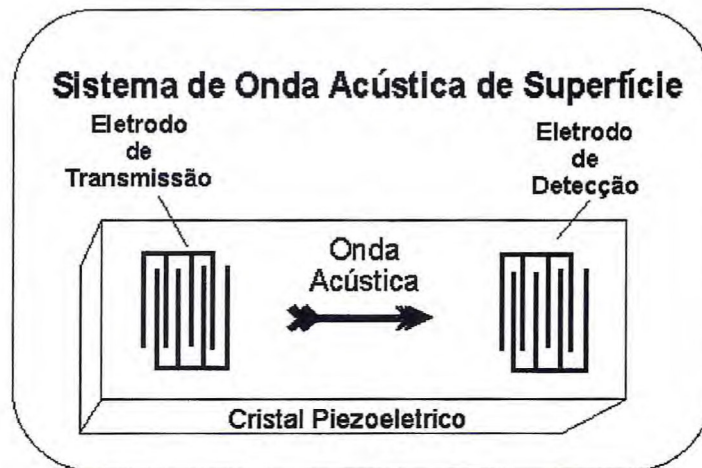 Sistema de Onda Acústica de Superfície
Eletrodo
de
Transmissão
Eletrodo
de
Detecção
Onda
Acústica
Cristal Piezoeletrico